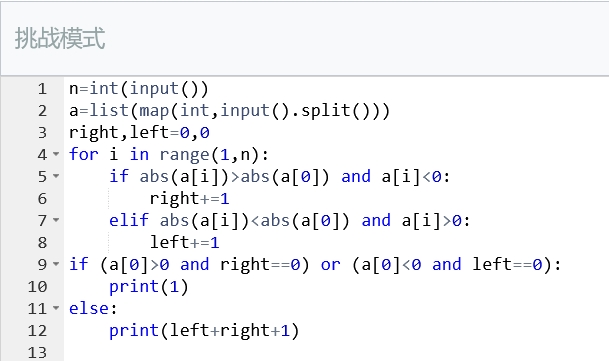 挑战模式
1 n=int(input())
2 a=list(map(int,input().split()))
3 right,left=0,0
4 for i in range(1,n):
5     if abs(a[i])>abs(a[0]) and a[i]<0:
6         right+=1
7     elif abs(a[i])<abs(a[0]) and a[i]>0:
8         left+=1
9 if (a[0]>0 and right==0) or (a[0]<0 and left==0):
10     print(1)
11 else:
12     print(left+right+1)
13